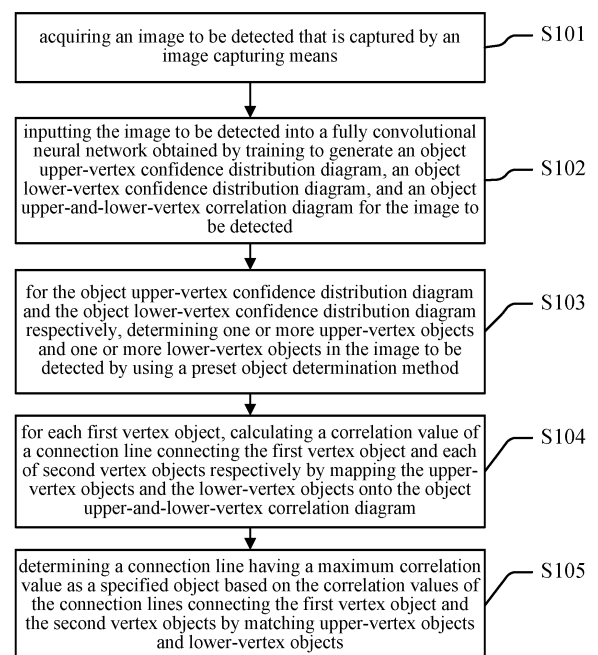 acquiring an image to be detected that is captured by an
image capturing means
S101
inputting the image to be detected into a fully convolutional
neural network obtained by training to generate an object
upper-vertex confidence distribution diagram, an object
lower-vertex confidence distribution diagram, and an object
upper-and-lower-vertex correlation diagram for the image to
be detected
S102
for the object upper-vertex confidence distribution diagram
and the object lower-vertex confidence distribution diagram
respectively, determining one or more upper-vertex objects
and one or more lower-vertex objects in the image to be
detected by using a preset object determination method
S103
for each first vertex object, calculating a correlation value of
a connection line connecting the first vertex object and each
of second vertex objects respectively by mapping the upper-
vertex objects and the lower-vertex objects onto the object
upper-and-lower-vertex correlation diagram
S104
determining a connection line having a maximum correlation
value as a specified object based on the correlation values of
the connection lines connecting the first vertex object and
the second vertex objects by matching upper-vertex objects
and lower-vertex objects
S105